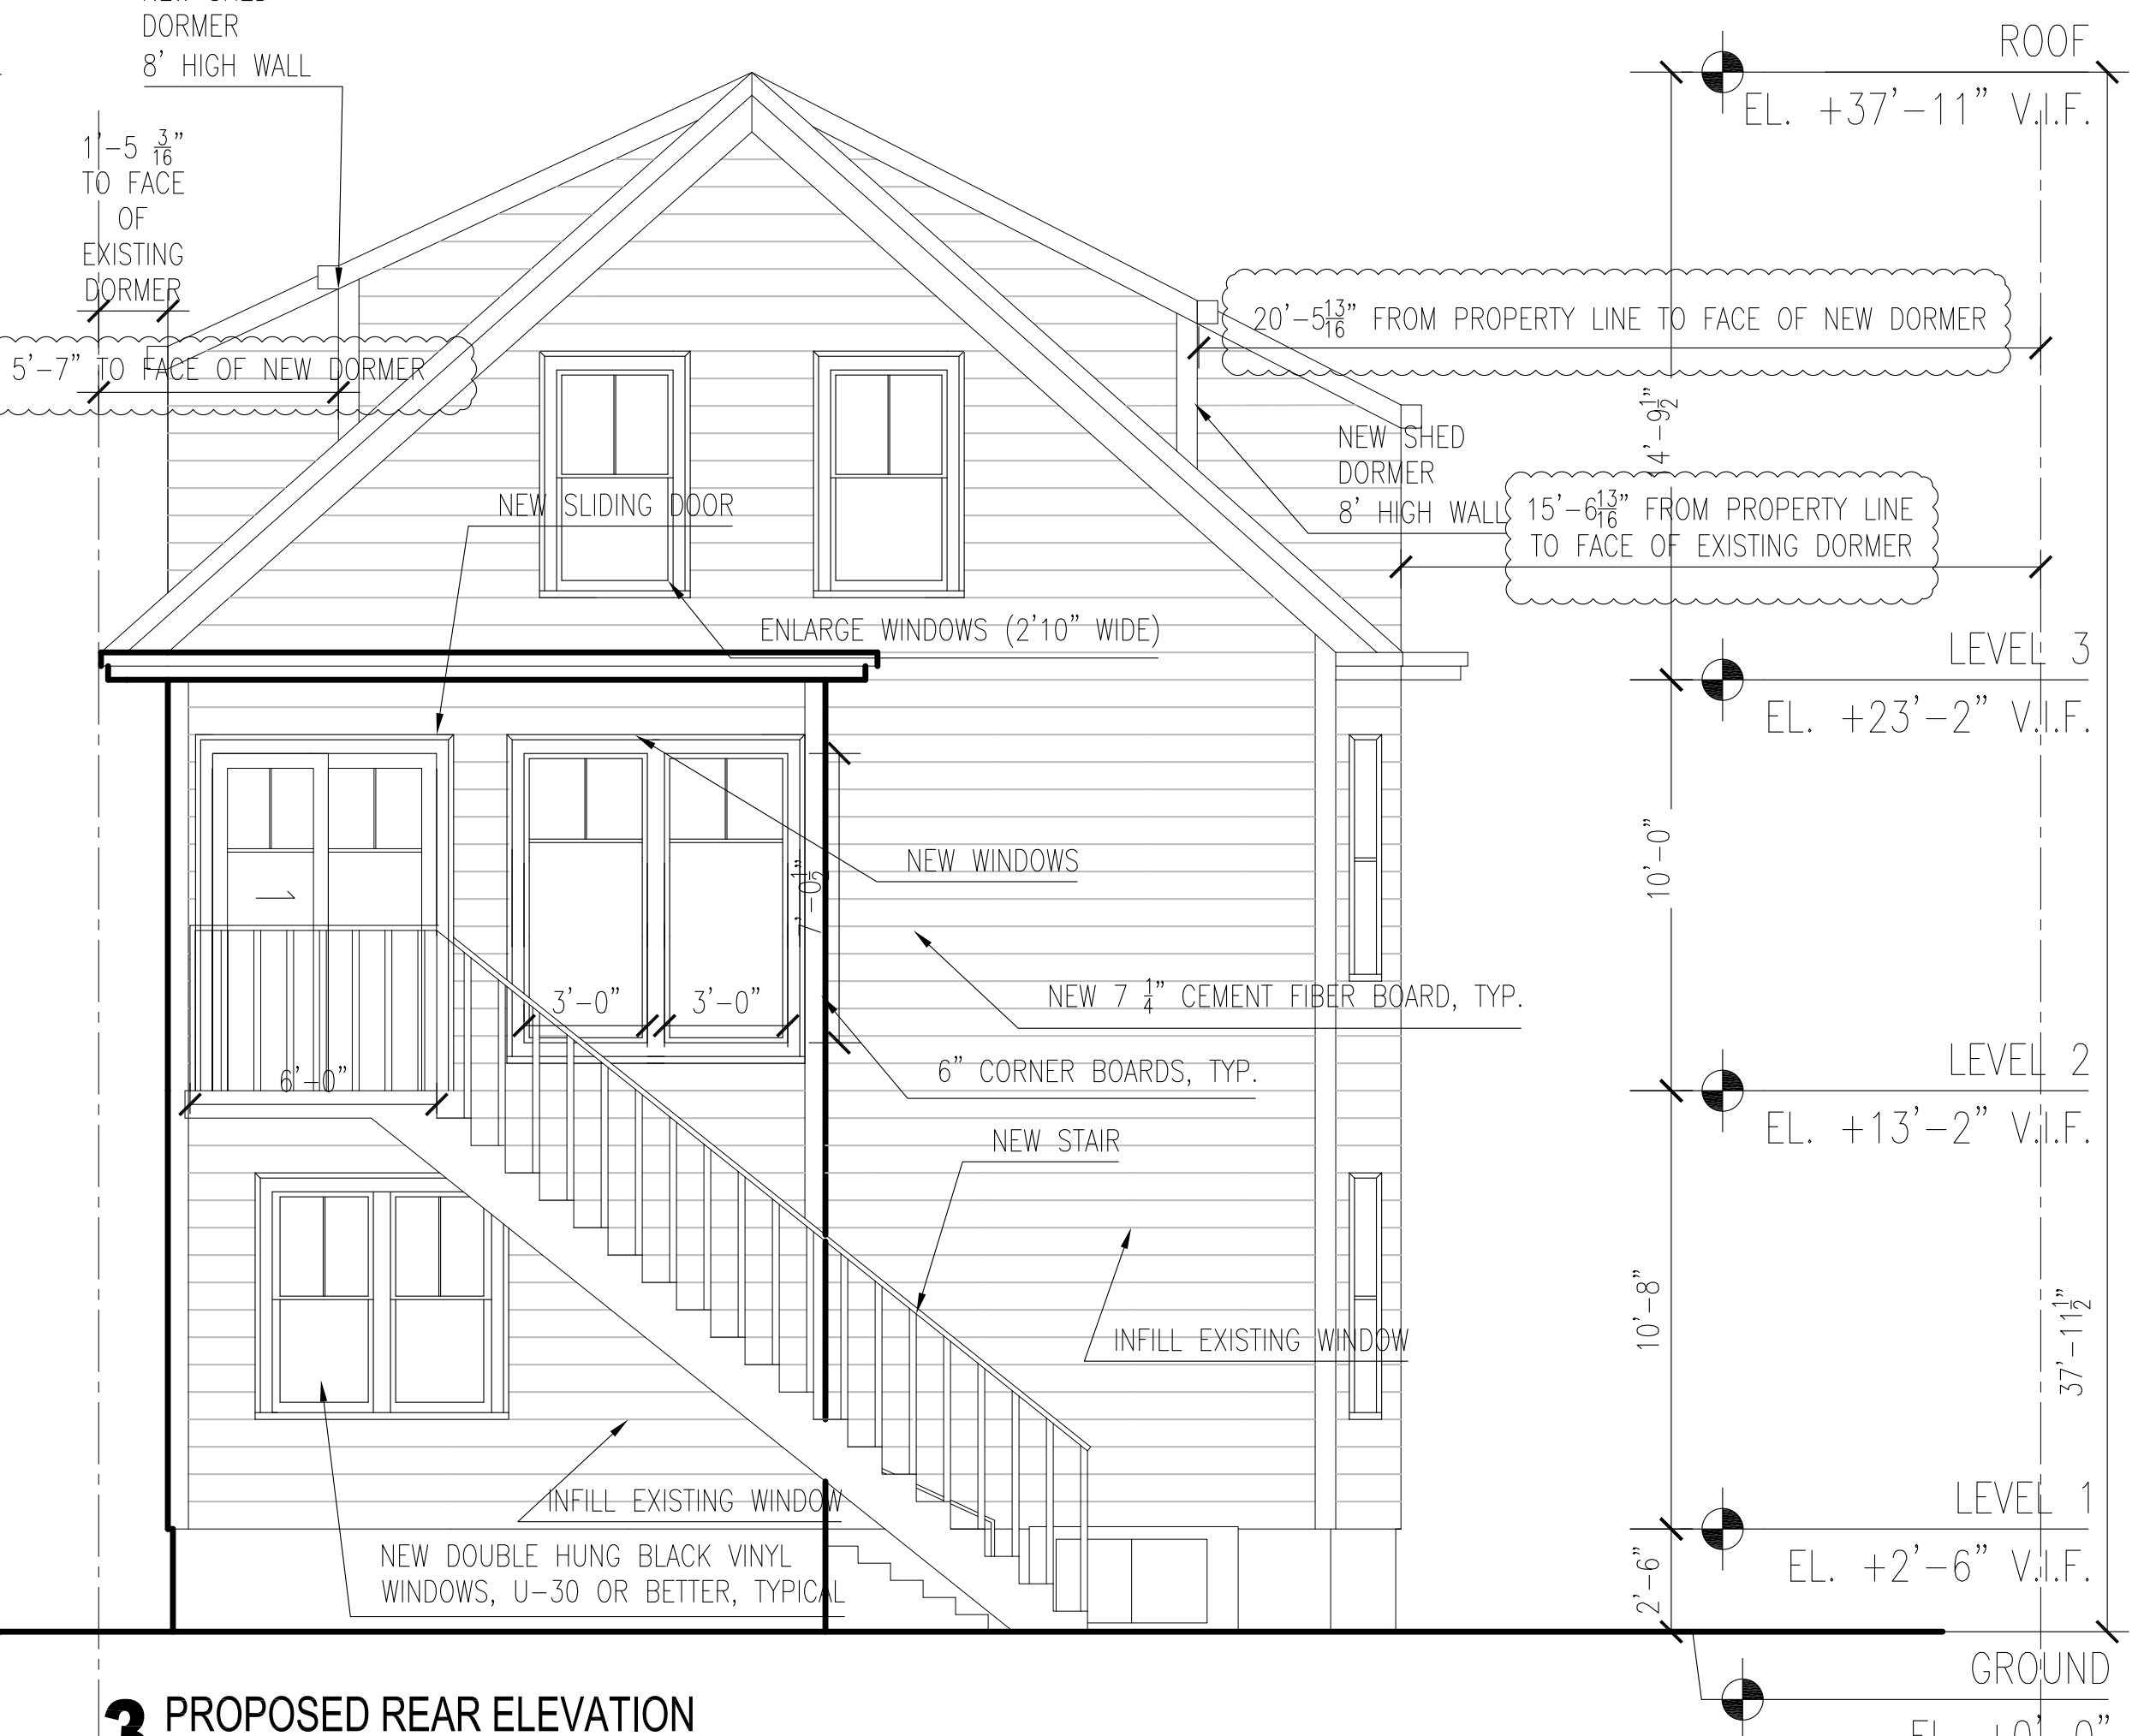 DORMER
8' HIGH WALL
ROOF
EL. +37'-11" V.I.F.
1'-5 3/16"
TO FACE
OF
EXISTING
DORMER
5'-7" TO FACE OF NEW DORMER
20'-5 13/16" FROM PROPERTY LINE TO FACE OF NEW DORMER
14'-9 1/2"
NEW SHED
DORMER
8' HIGH WALL
15'-6 13/16" FROM PROPERTY LINE
TO FACE OF EXISTING DORMER
NEW SLIDING DOOR
ENLARGE WINDOWS (2'10" WIDE)
LEVEL 3
EL. +23'-2" V.I.F.
10'-0"
NEW WINDOWS
7'-0 1/2"
3'-0"
3'-0"
NEW 7 1/4" CEMENT FIBER BOARD, TYP.
6'-0"
6" CORNER BOARDS, TYP.
LEVEL 2
EL. +13'-2" V.I.F.
NEW STAIR
10'-8"
37'-11 1/2"
INFILL EXISTING WINDOW
INFILL EXISTING WINDOW
LEVEL 1
EL. +2'-6" V.I.F.
2'-6"
NEW DOUBLE HUNG BLACK VINYL
WINDOWS, U-30 OR BETTER, TYPICAL
GROUND
EL. +0'-0"
3 PROPOSED REAR ELEVATION